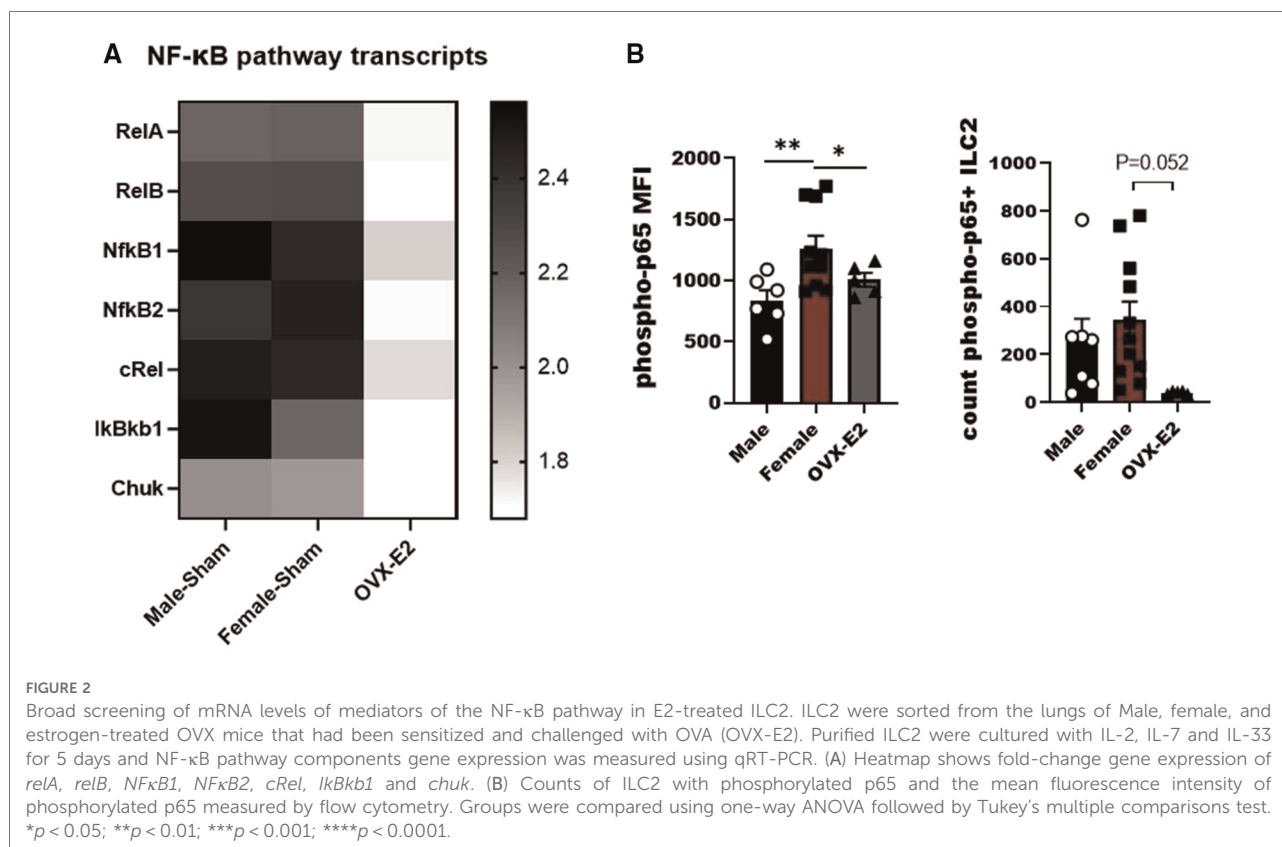 A NF-κB pathway transcripts
RelA
RelB
NfkB1
NfkB2
cRel
IkBkb1
Chuk
Male-Sham
Female-Sham
OVX-E2
2.4
2.2
2.0
1.8
B
phospho-p65 MFI
2000
1500
1000
500
0
**
*
Male
Female
OVX-E2
count phospho-p65+ ILC2
1000
800
600
400
200
0
P=0.052
Male
Female
OVX-E2
FIGURE 2
Broad screening of mRNA levels of mediators of the NF-κB pathway in E2-treated ILC2. ILC2 were sorted from the lungs of Male, female, and
estrogen-treated OVX mice that had been sensitized and challenged with OVA (OVX-E2). Purified ILC2 were cultured with IL-2, IL-7 and IL-33
for 5 days and NF-κB pathway components gene expression was measured using qRT-PCR. (A) Heatmap shows fold-change gene expression of
relA, relB, NFκB1, NFκB2, cRel, IkBkb1 and chuk. (B) Counts of ILC2 with phosphorylated p65 and the mean fluorescence intensity of
phosphorylated p65 measured by flow cytometry. Groups were compared using one-way ANOVA followed by Tukey's multiple comparisons test.
*p < 0.05; **p < 0.01; ***p < 0.001; ****p < 0.0001.